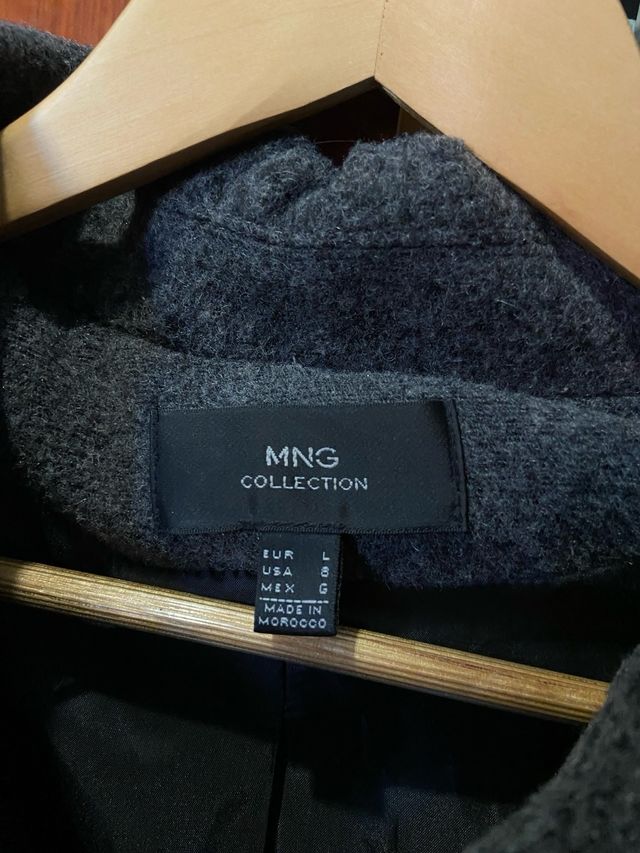 MNG
COLLECTION
EUR L
USA 8
MEX G
MADE IN
MOROCCO